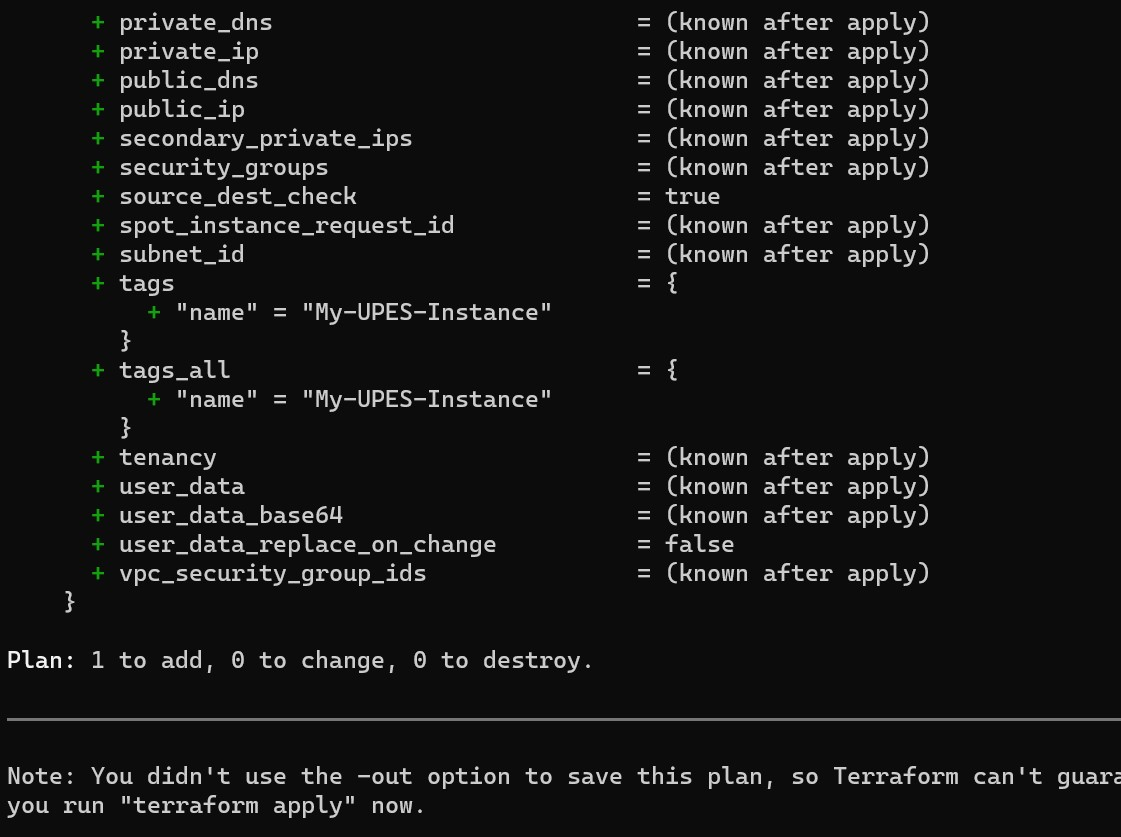 + private_dns = (known after apply)
+ private_ip = (known after apply)
+ public_dns = (known after apply)
+ public_ip = (known after apply)
+ secondary_private_ips = (known after apply)
+ security_groups = (known after apply)
+ source_dest_check = true
+ spot_instance_request_id = (known after apply)
+ subnet_id = (known after apply)
+ tags = {
+ "name" = "My-UPES-Instance"
}
+ tags_all = {
+ "name" = "My-UPES-Instance"
}
+ tenancy = (known after apply)
+ user_data = (known after apply)
+ user_data_base64 = (known after apply)
+ user_data_replace_on_change = false
+ vpc_security_group_ids = (known after apply)
}
Plan: 1 to add, 0 to change, 0 to destroy.
Note: You didn't use the -out option to save this plan, so Terraform can't
you run "terraform apply" now.